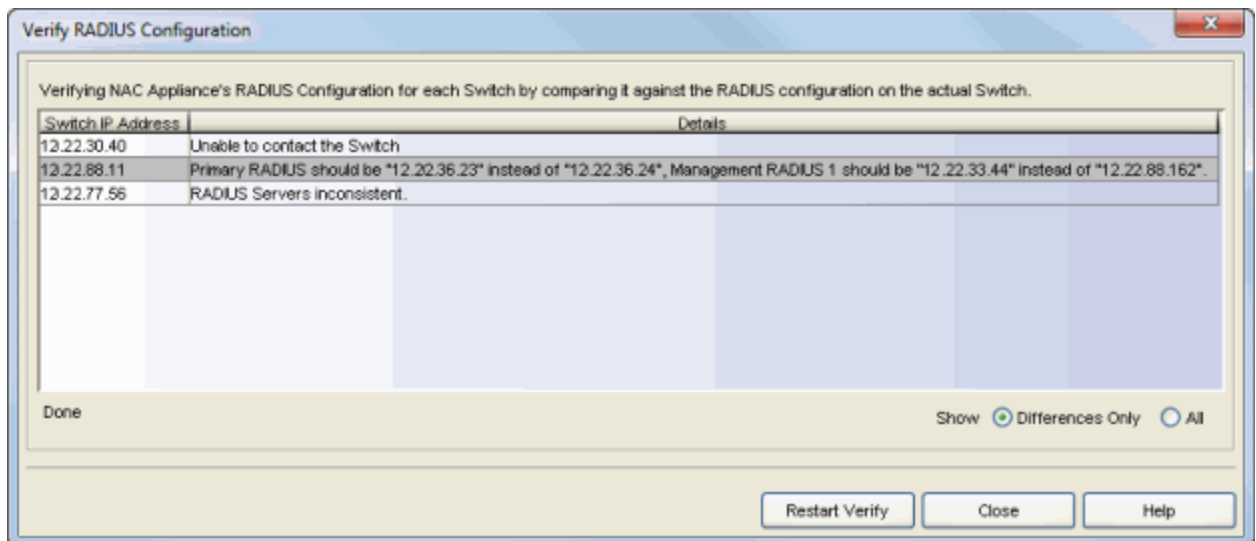 Verify RADIUS Configuration
Verifying NAC Appliance's RADIUS Configuration for each Switch by comparing it against the RADIUS configuration on the actual Switch.
Switch IP Address Details
12.22.30.40 Unable to contact the Switch
12.22.88.11 Primary RADIUS should be "12.22.36.23" instead of "12.22.36.24", Management RADIUS 1 should be "12.22.33.44" instead of "12.22.88.162".
12.22.77.56 RADIUS Servers inconsistent.
Done Show Differences Only All
Restart Verify Close Help